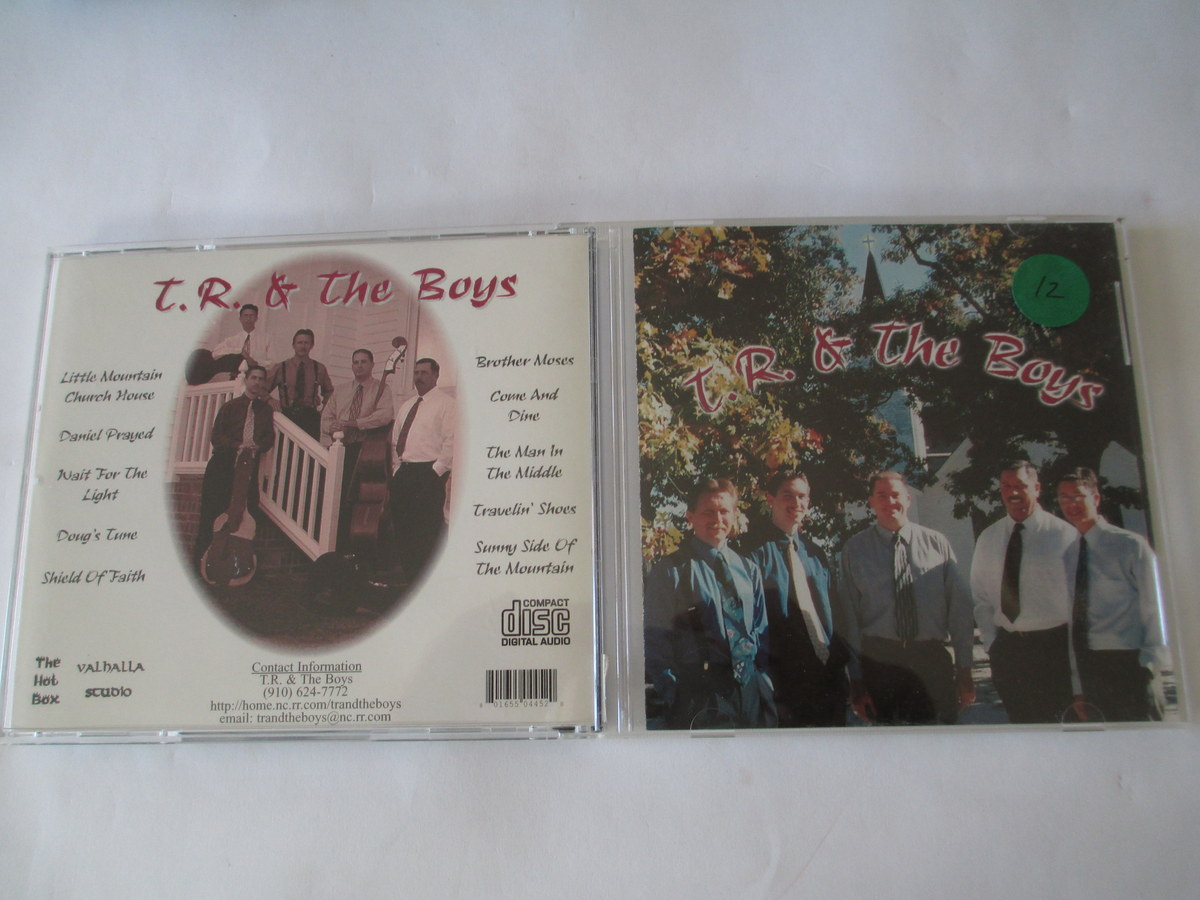 T.R. & The Boys
Little Mountain
Church House
Daniel Prayed
Wait For The
Light
Doug's Tune
Shield Of Faith
Brother Moses
Come And
Dine
The Man In
The Middle
Travelin' Shoes
Sunny Side Of
The Mountain
COMPACT
disc
DIGITAL AUDIO
The
Hot
Box
VALHALLA
STUDIO
Contact Information
T.R. & The Boys
(910) 624-7772
http://home.nc.rr.com/trandtheboys
email: trandtheboys@nc.rr.com
01655 04452
12
T.R. & The Boys